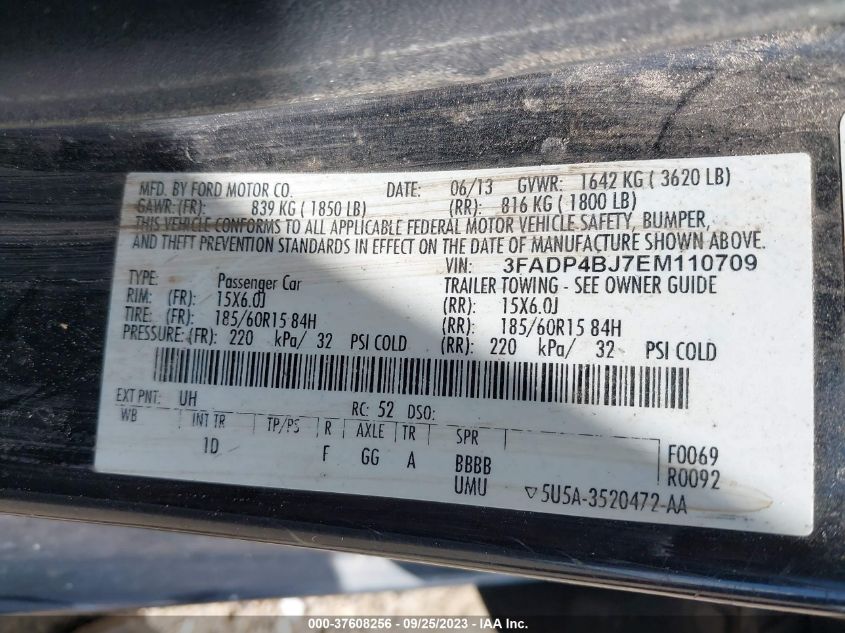 MFD. BY FORD MOTOR CO. DATE: 06/13 GVWR: 1642 KG ( 3620 LB)
GAWR: (FR): 839 KG ( 1850 LB) (RR): 816 KG ( 1800 LB)
THIS VEHICLE CONFORMS TO ALL APPLICABLE FEDERAL MOTOR VEHICLE SAFETY, BUMPER,
AND THEFT PREVENTION STANDARDS IN EFFECT ON THE DATE OF MANUFACTURE SHOWN ABOVE.
VIN: 3FADP4BJ7EM110709
TYPE: Passenger Car TRAILER TOWING - SEE OWNER GUIDE
RIM: (FR): 15X6.0J (RR): 15X6.0J
TIRE: (FR): 185/60R15 84H (RR): 185/60R15 84H
PRESSURE: (FR): 220 kPa/ 32 PSI COLD (RR): 220 kPa/ 32 PSI COLD
EXT PNT: UH RC: 52 DSO:
WB INT TR TP/PS R AXLE TR SPR
1D F GG A BBBB F0069
UMU R0092
▽5U5A-3520472-AA
000-37608256 - 09/25/2023 - IAA Inc.